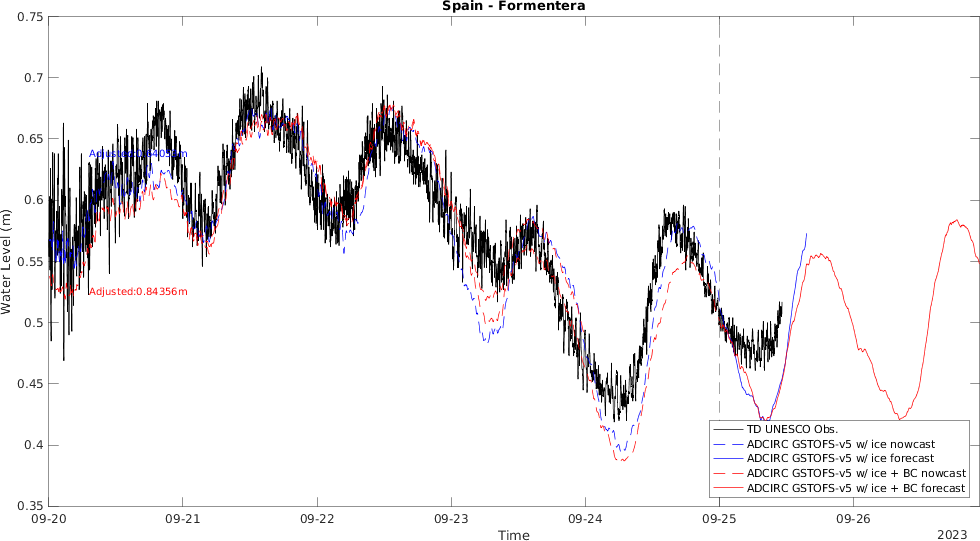 Spain - Formentera
0.75
0.7
0.65
0.6
0.55
0.5
0.45
0.4
0.35
Water Level (m)
Adjusted:0.84356m
09-20
09-21
09-22
09-23
09-24
09-25
09-26
Time
2023
TD UNESCO Obs.
ADCIRC GSTOFS-v5 w/ ice nowcast
ADCIRC GSTOFS-v5 w/ ice forecast
ADCIRC GSTOFS-v5 w/ ice + BC nowcast
ADCIRC GSTOFS-v5 w/ ice + BC forecast